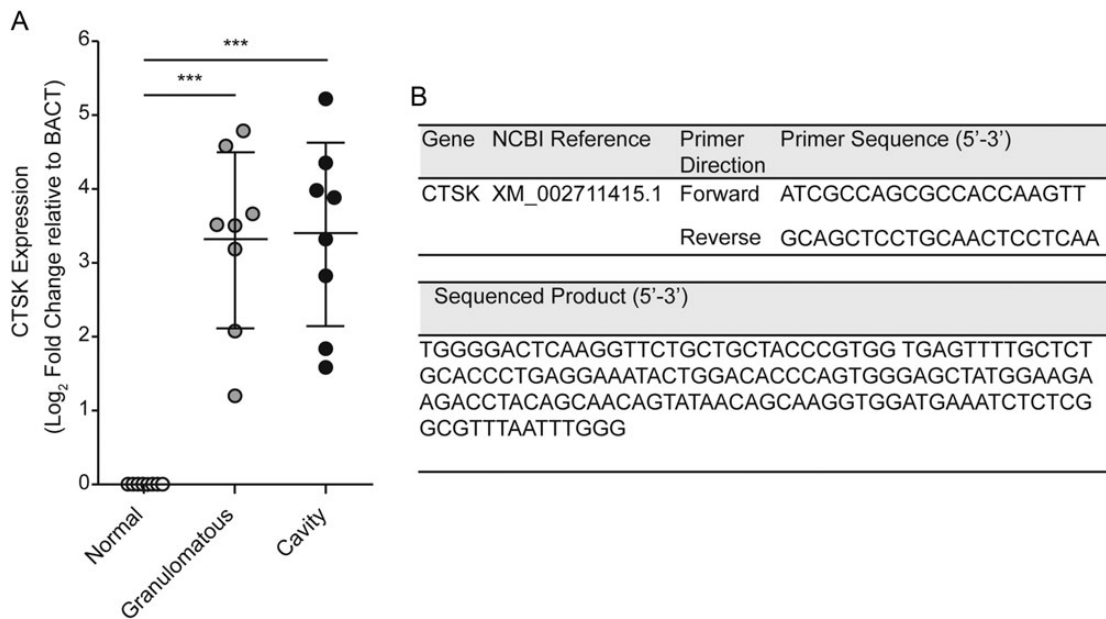 A
CTSK Expression
(Log2 Fold Change relative to BACT)
6
5
4
3
2
1
0
***
***
Normal
Granulomatous
Cavity
B
Gene NCBI Reference Primer Direction Primer Sequence (5’-3’)
CTSK XM_002711415.1 Forward ATCGCCAGCGCCACCAAGTT
Reverse GCAGCTCCTGCAACTCCTCAA
Sequenced Product (5’-3’)
TGGGGACTCAAGGTTCTGCTGCTACCCGTGG TGAGTTTTGCTCT
GCACCCTGAGGAAATACTGGACACCCAGTGGGAGCTATGGAAGA
AGACCTACAGCAACAGTATAACAGCAAGGTGGATGAAATCTCTCG
GCGTTTAATTTGGG